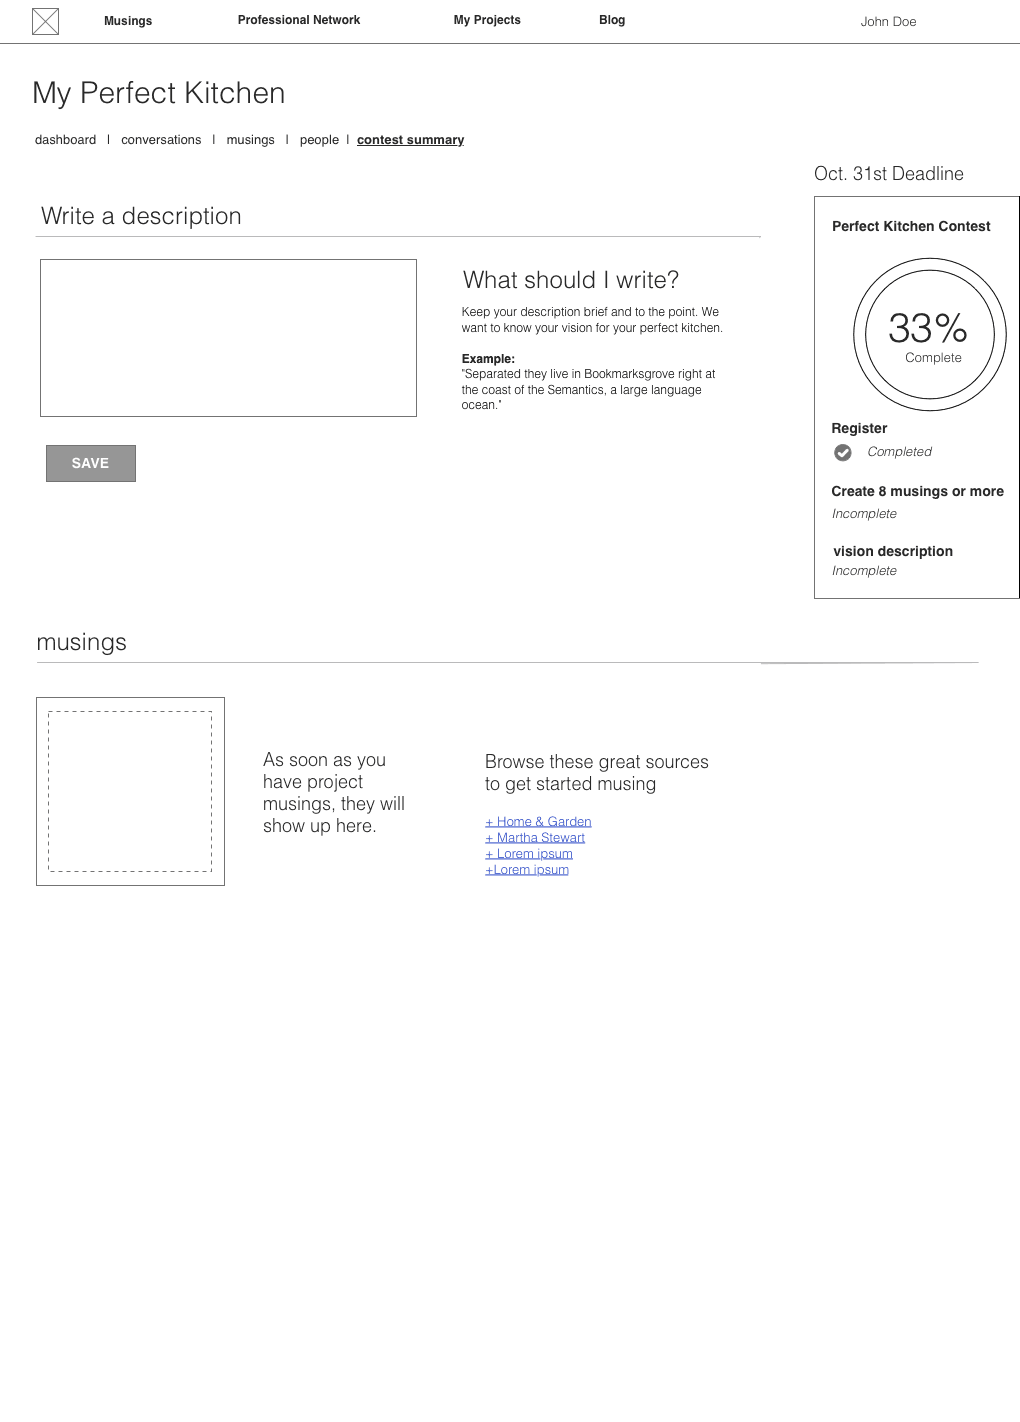 Musings
Professional Network
My Projects
Blog
John Doe
My Perfect Kitchen
dashboard | conversations | musings | people | contest summary
Write a description
What should I write?
Keep your description brief and to the point. We
want to know your vision for your perfect kitchen.
Example:
"Separated they live in Bookmarksgrove right at
the coast of the Semantics, a large language
ocean."
SAVE
Oct. 31st Deadline
Perfect Kitchen Contest
33%
Complete
Register
Completed
Create 8 musings or more
Incomplete
vision description
Incomplete
musings
As soon as you
have project
musings, they will
show up here.
Browse these great sources
to get started musing
+ Home & Garden
+ Martha Stewart
+ Lorem ipsum
+Lorem ipsum